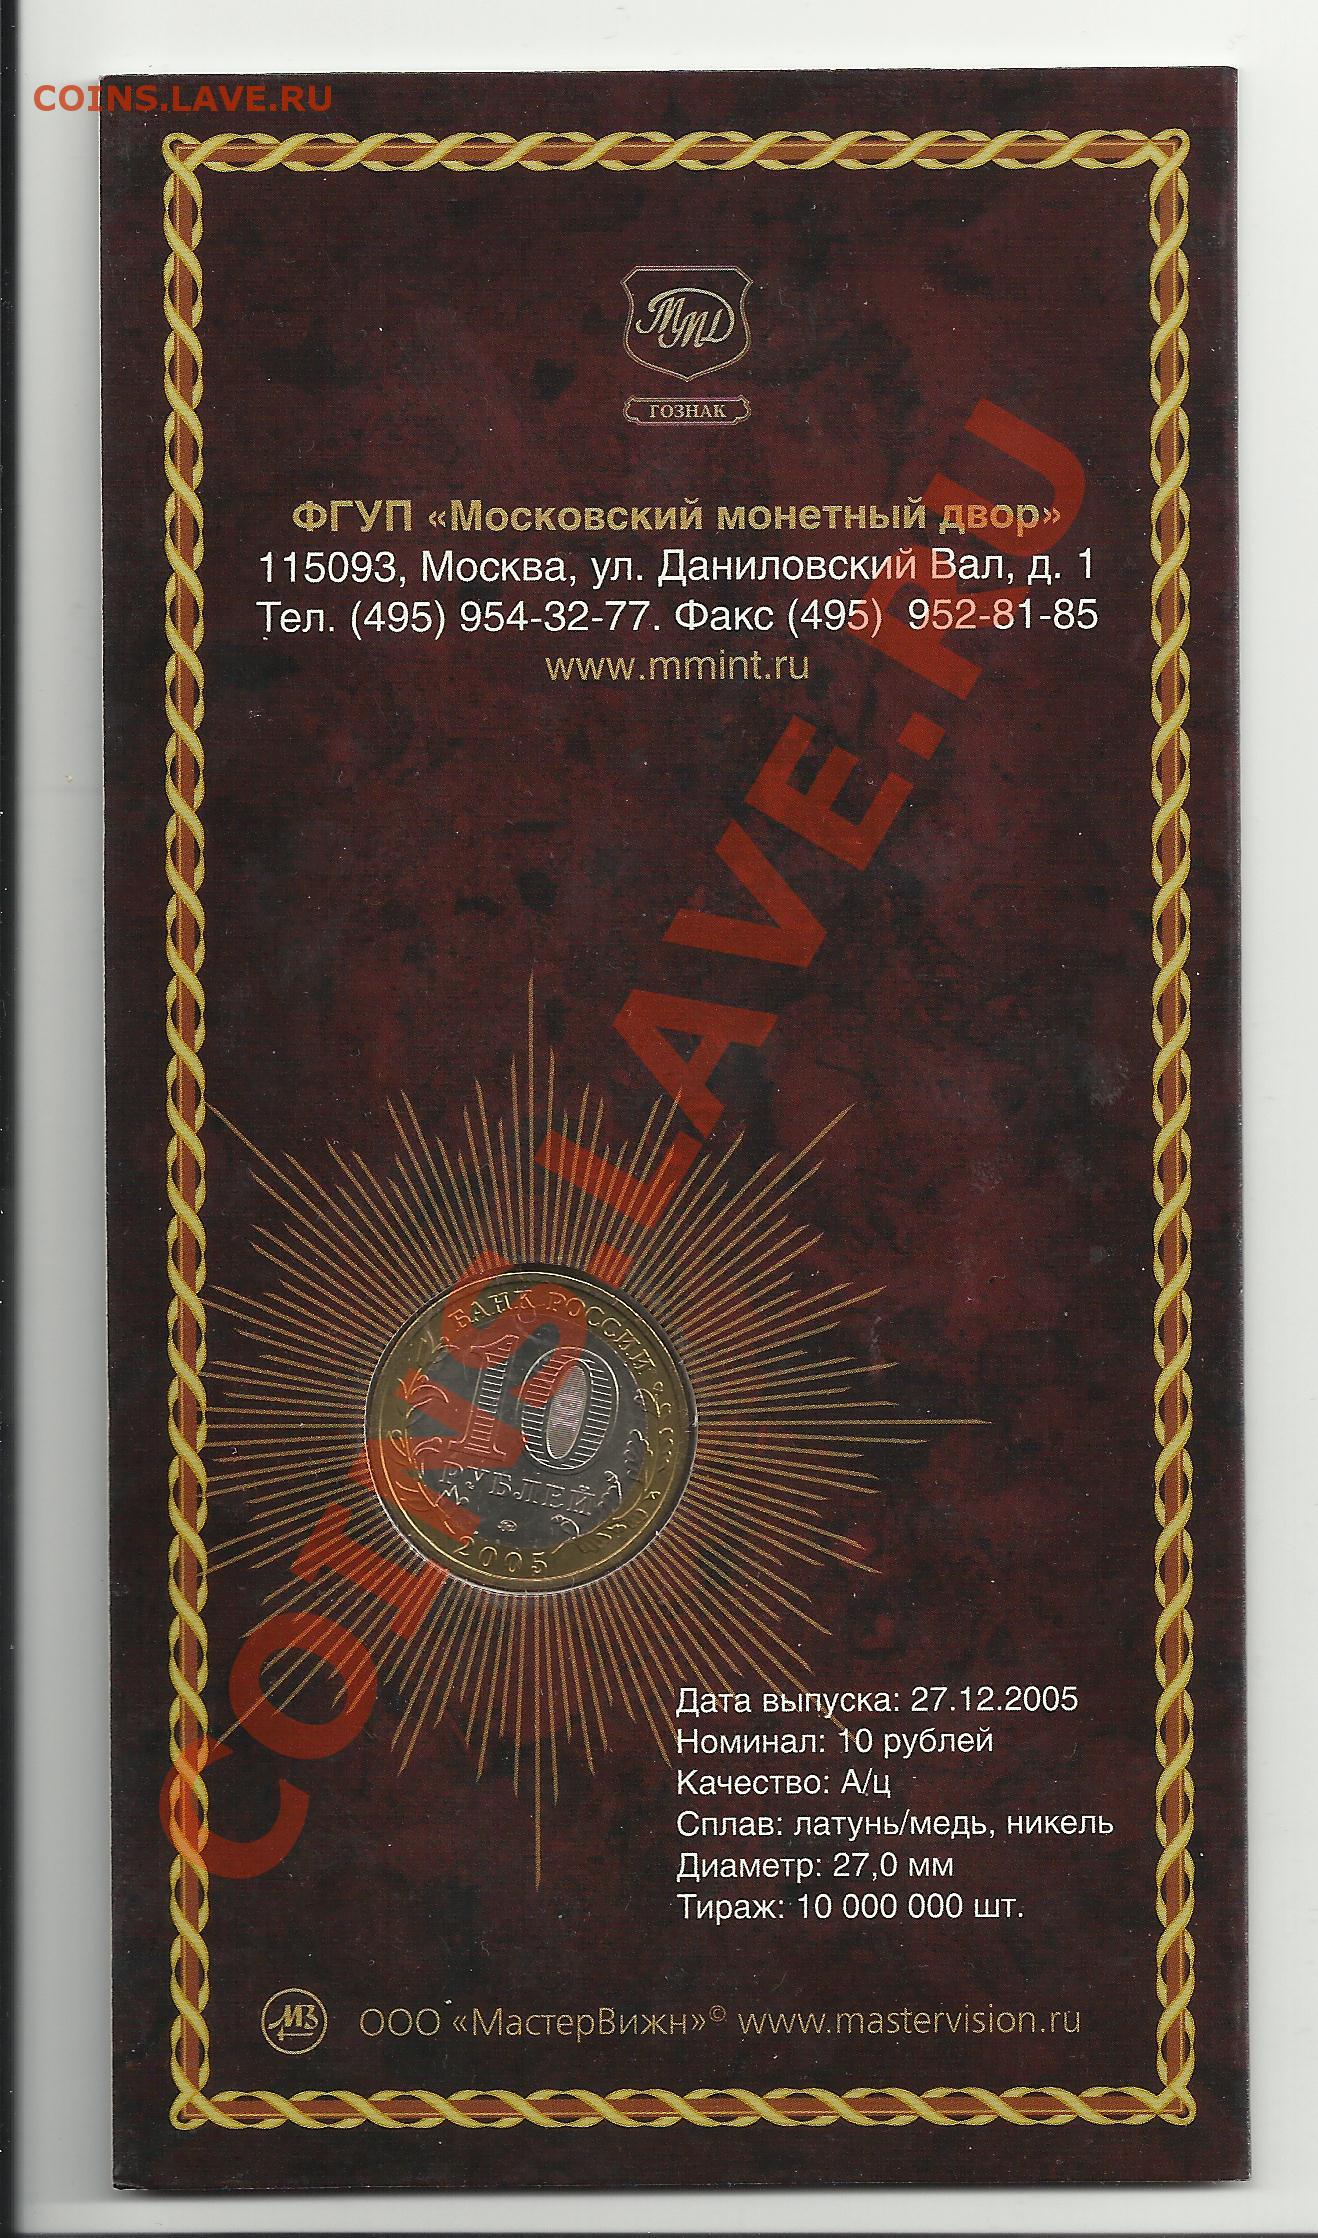 COINS.LAVE.RU
ММД
ГОЗНАК
ФГУП «Московский монетный двор»
115093, Москва, ул. Даниловский Вал, д. 1
Тел. (495) 954-32-77. Факс (495) 952-81-85
www.mmint.ru
COINS.LAVE.RU
БАНК РОССИИ
10
РУБЛЕЙ
2005
Дата выпуска: 27.12.2005
Номинал: 10 рублей
Качество: А/ц
Сплав: латунь/медь, никель
Диаметр: 27,0 мм
Тираж: 10 000 000 шт.
МВ ООО «МастерВижн»© www.mastervision.ru